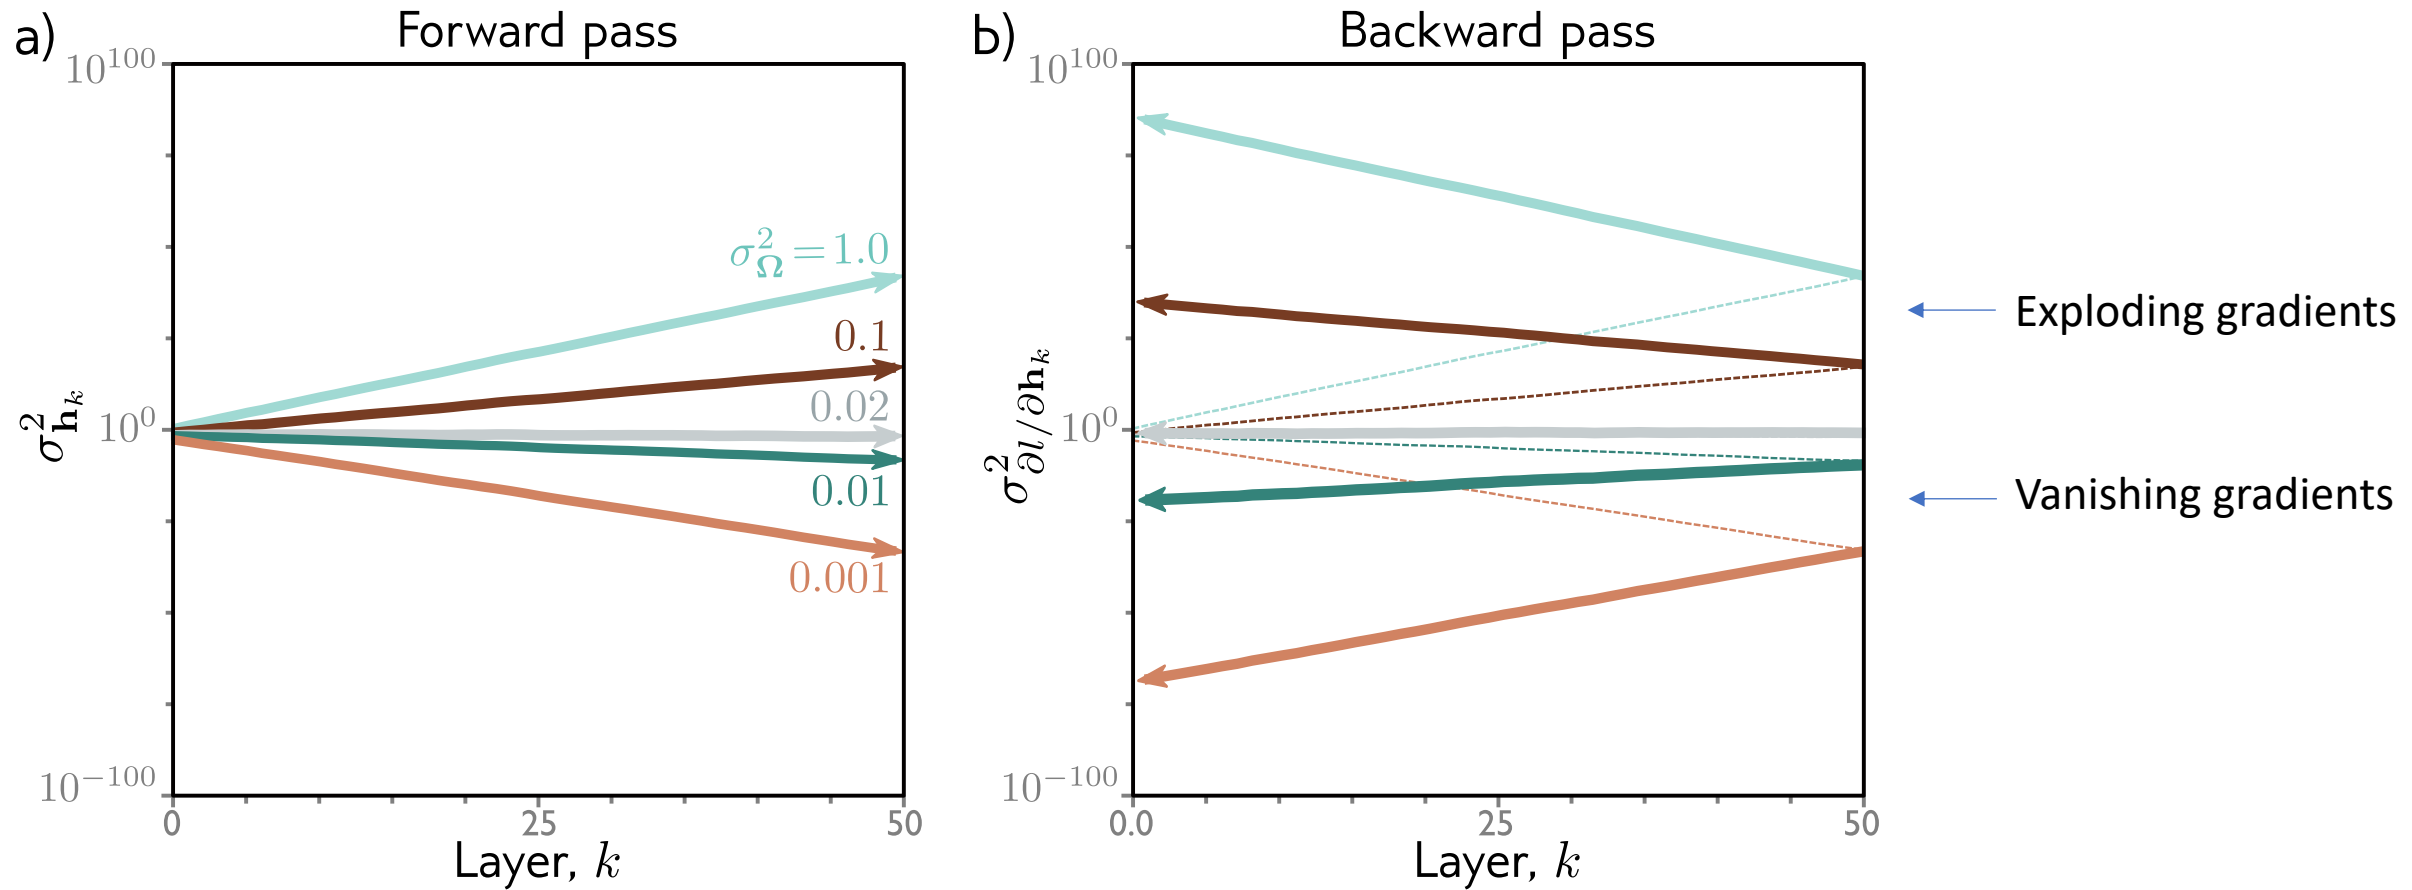 a) Forward pass
10^100
σ²_Ω = 1.0
0.1
0.02
10^0
0.01
0.001
10^−100
σ²_{h_k}
0 25 50
Layer, k
b) Backward pass
10^100
10^0
10^−100
σ²_{∂l/∂h_k}
0.0 25 50
Layer, k
Exploding gradients
Vanishing gradients